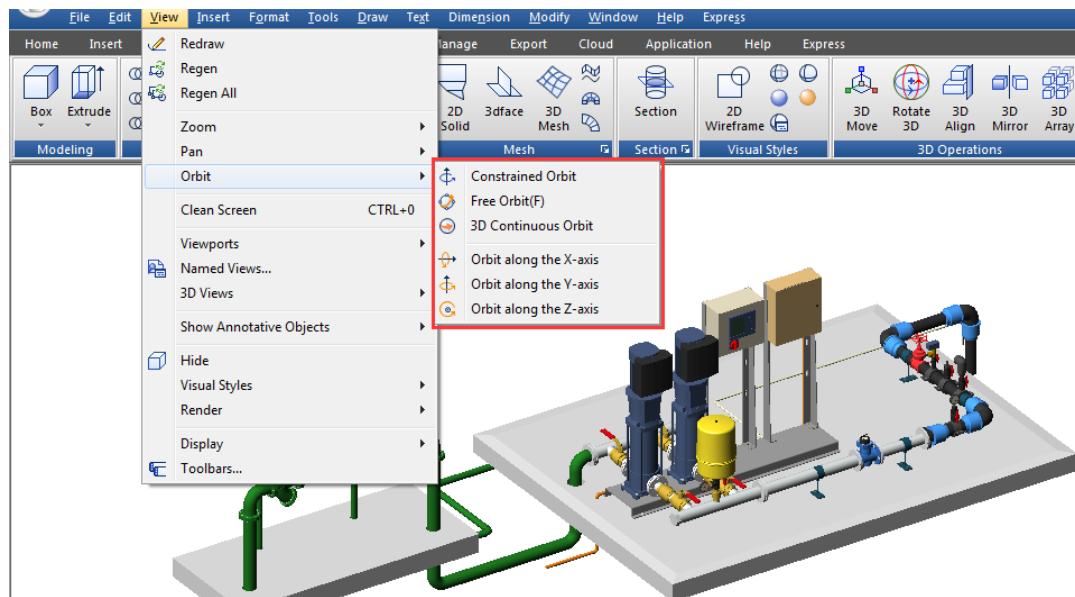 File Edit View Insert Format Tools Draw Text Dimension Modify Window Help Express
Home Insert Manage Export Cloud Application Help Express
Redraw
Regen
Regen All
Zoom
Pan
Orbit
Clean Screen CTRL+0
Viewports
Named Views...
3D Views
Show Annotative Objects
Hide
Visual Styles
Render
Display
Toolbars...
Constrained Orbit
Free Orbit(F)
3D Continuous Orbit
Orbit along the X-axis
Orbit along the Y-axis
Orbit along the Z-axis
Box Extrude
2D Solid
3dface
3D Mesh
Section
2D Wireframe
3D Move
Rotate 3D
3D Align
3D Mirror
3D Array
Modeling Mesh Section Visual Styles 3D Operations